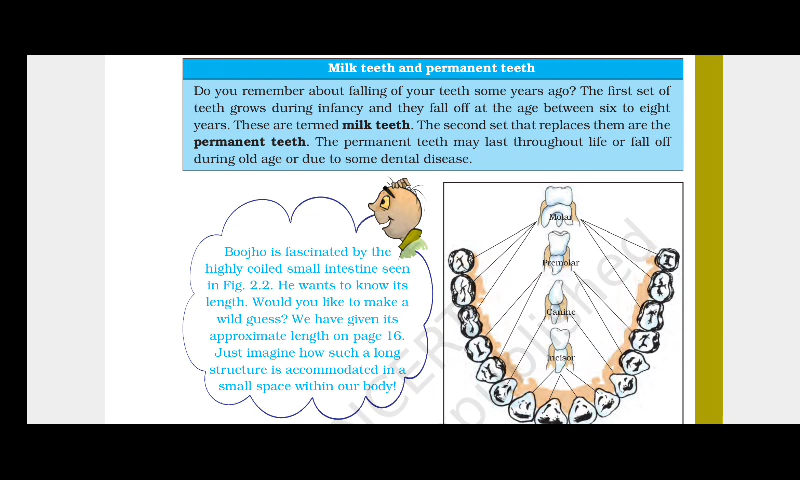 Milk teeth and permanent teeth
Do you remember about falling of your teeth some years ago? The first set of
teeth grows during infancy and they fall off at the age between six to eight
years. These are termed milk teeth. The second set that replaces them are the
permanent teeth. The permanent teeth may last throughout life or fall off
during old age or due to some dental disease.
Boojho is fascinated by the
highly coiled small intestine seen
in Fig. 2.2. He wants to know its
length. Would you like to make a
wild guess? We have given its
approximate length on page 16.
Just imagine how such a long
structure is accommodated in a
small space within our body!
Molar
Premolar
Canine
Incisor
NCERT
published